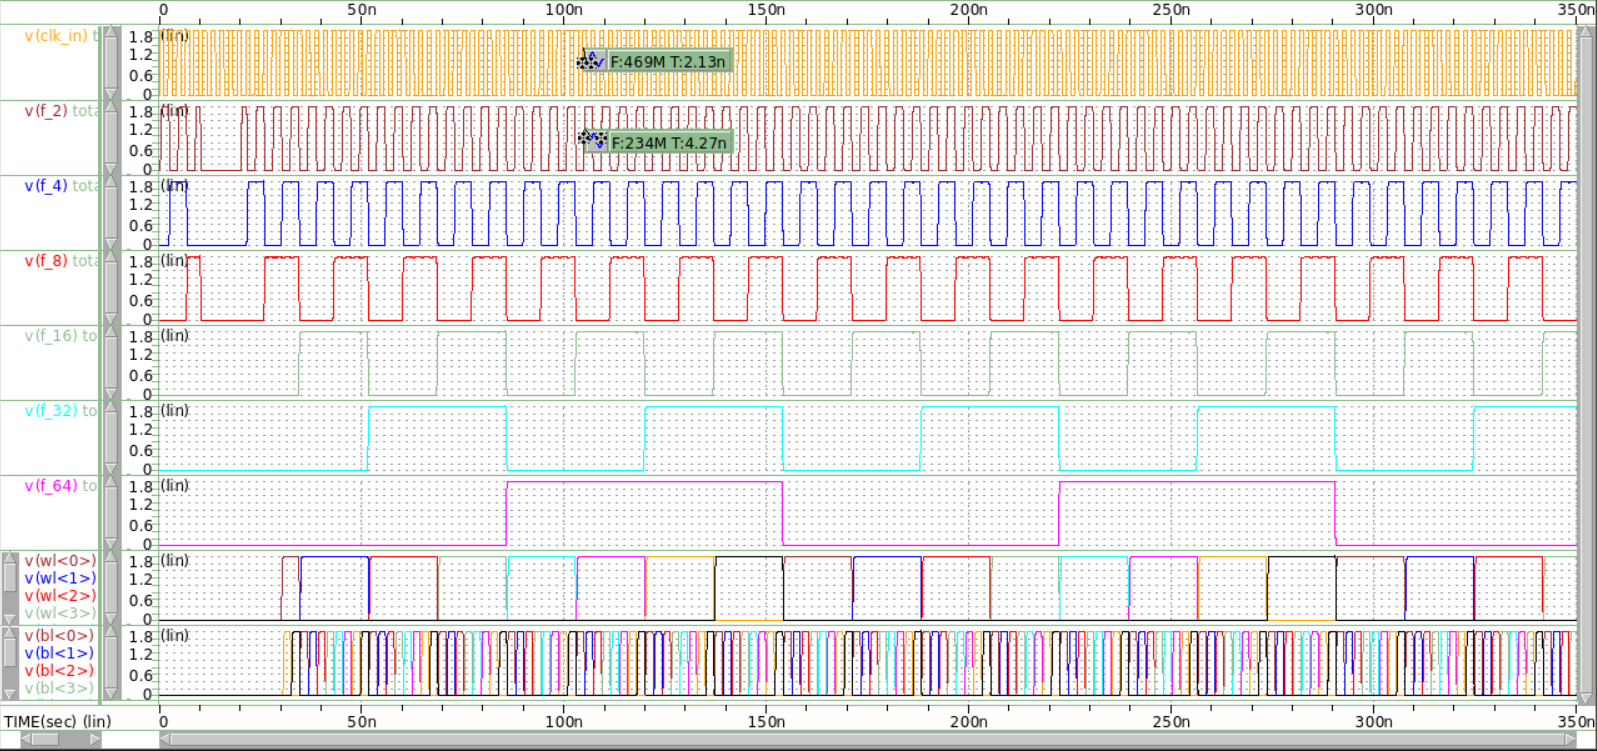 0 50n 100n 150n 200n 250n 300n 350n
v(clk_in) t 1.8 (lin)
1.2
0.6
0
F:469M T:2.13n
v(f_2) tota 1.8 (lin)
1.2
0.6
0
F:234M T:4.27n
v(f_4) tota 1.8 (lin)
1.2
0.6
0
v(f_8) tota 1.8 (lin)
1.2
0.6
0
v(f_16) to 1.8 (lin)
1.2
0.6
0
v(f_32) to 1.8 (lin)
1.2
0.6
0
v(f_64) to 1.8 (lin)
1.2
0.6
0
v(wl<0>) 1.8 (lin)
v(wl<1>) 1.2
v(wl<2>) 0.6
v(wl<3>) 0
v(bl<0>) 1.8 (lin)
v(bl<1>) 1.2
v(bl<2>) 0.6
v(bl<3>) 0
TIME(sec) (lin) 0 50n 100n 150n 200n 250n 300n 350n